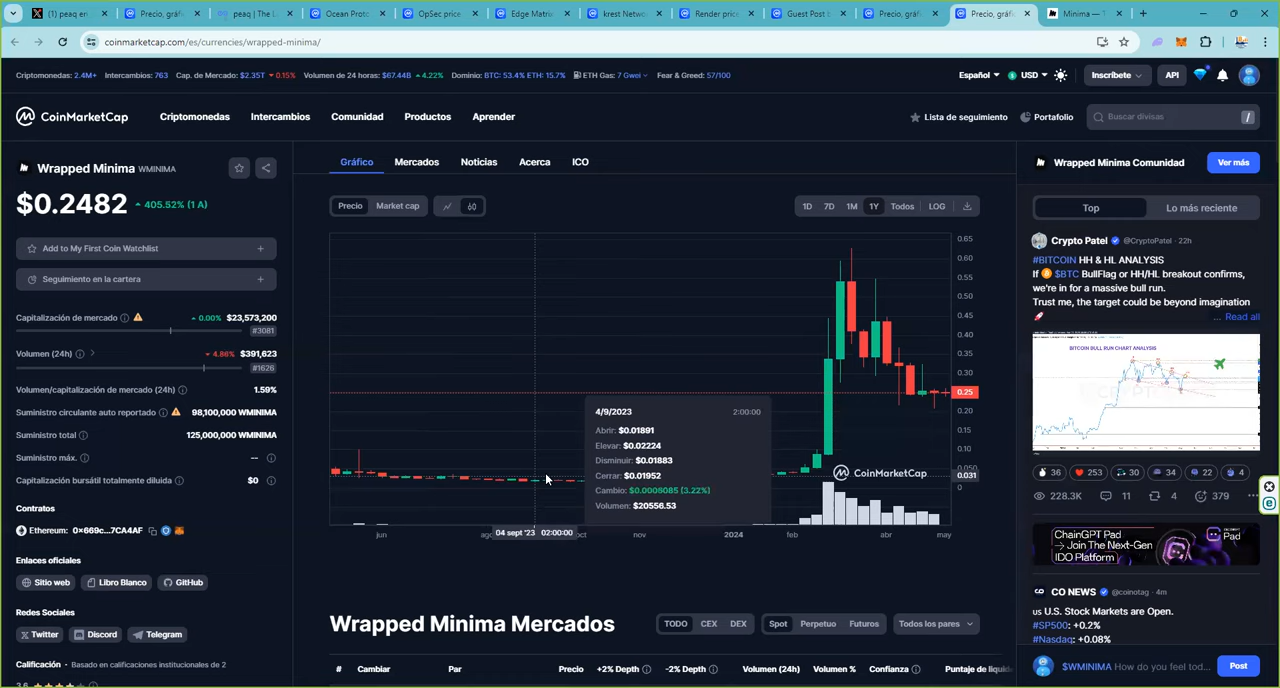 (1) peaq en
Precio, gráfi
peaq | The L
Ocean Proto
OpSec price
Edge Matrix
krest Netwo
Render price
Guest Post b
Precio, gráfi
Precio, gráfi
Minima — T
coinmarketcap.com/es/currencies/wrapped-minima/
Criptomonedas: 2.4M+ Intercambios: 763 Cap. de Mercado: $2.35T 0.15% Volumen de 24 horas: $67.44B 4.22% Dominio: BTC: 53.4% ETH: 15.7% ETH Gas: 7 Gwei Fear & Greed: 57/100
Español USD Inscríbete API
CoinMarketCap
Criptomonedas Intercambios Comunidad Productos Aprender
Lista de seguimiento Portafolio Buscar divisas /
Wrapped Minima WMINIMA
$0.2482 405.52% (1 A)
Add to My First Coin Watchlist +
Seguimiento en la cartera +
Capitalización de mercado 0.00% $23,573,200
#3081
Volumen (24h) 4.86% $391,623
#1626
Volumen/capitalización de mercado (24h) 1.59%
Suministro circulante auto reportado 98,100,000 WMINIMA
Suministro total 125,000,000 WMINIMA
Suministro máx. --
Capitalización bursátil totalmente diluida $0
Contratos
Ethereum: 0x669c...7CA4AF
Enlaces oficiales
Sitio web Libro Blanco GitHub
Redes Sociales
Twitter Discord Telegram
Calificación · Basado en calificaciones institucionales de 2
3.6
Gráfico Mercados Noticias Acerca ICO
Precio Market cap
1D 7D 1M 1Y Todos LOG
0.65
0.60
0.55
0.50
0.45
0.40
0.35
0.30
0.25
0.20
0.15
0.10
0.050
0.031
0
4/9/2023 2:00:00
Abrir: $0.01891
Elevar: $0.02224
Disminuir: $0.01883
Cerrar: $0.01952
Cambio: $0.0006085 (3.22%)
Volumen: $20556.53
CoinMarketCap
jun ago 04 sept '23 02:00:00 oct nov 2024 feb abr may
Wrapped Minima Mercados
TODO CEX DEX Spot Perpetuo Futuros Todos los pares
# Cambiar Par Precio +2% Depth -2% Depth Volumen (24h) Volumen % Confianza Puntaje de liquide
Wrapped Minima Comunidad Ver más
Top Lo más reciente
Crypto Patel @CryptoPatel · 22h
#BITCOIN HH & HL ANALYSIS
If $BTC BullFlag or HH/HL breakout confirms,
we're in for a massive bull run.
Trust me, the target could be beyond imagination
... Read all
BITCOIN BULL RUN CHART ANALYSIS
36 253 30 34 22 4
228.3K 11 4 379
ChainGPT Pad
→ Join The Next-Gen
IDO Platform
Pad
CO NEWS @coinotag · 4m
us U.S. Stock Markets are Open.
#SP500: +0.2%
#Nasdaq: +0.08%
$WMINIMA How do you feel tod... Post